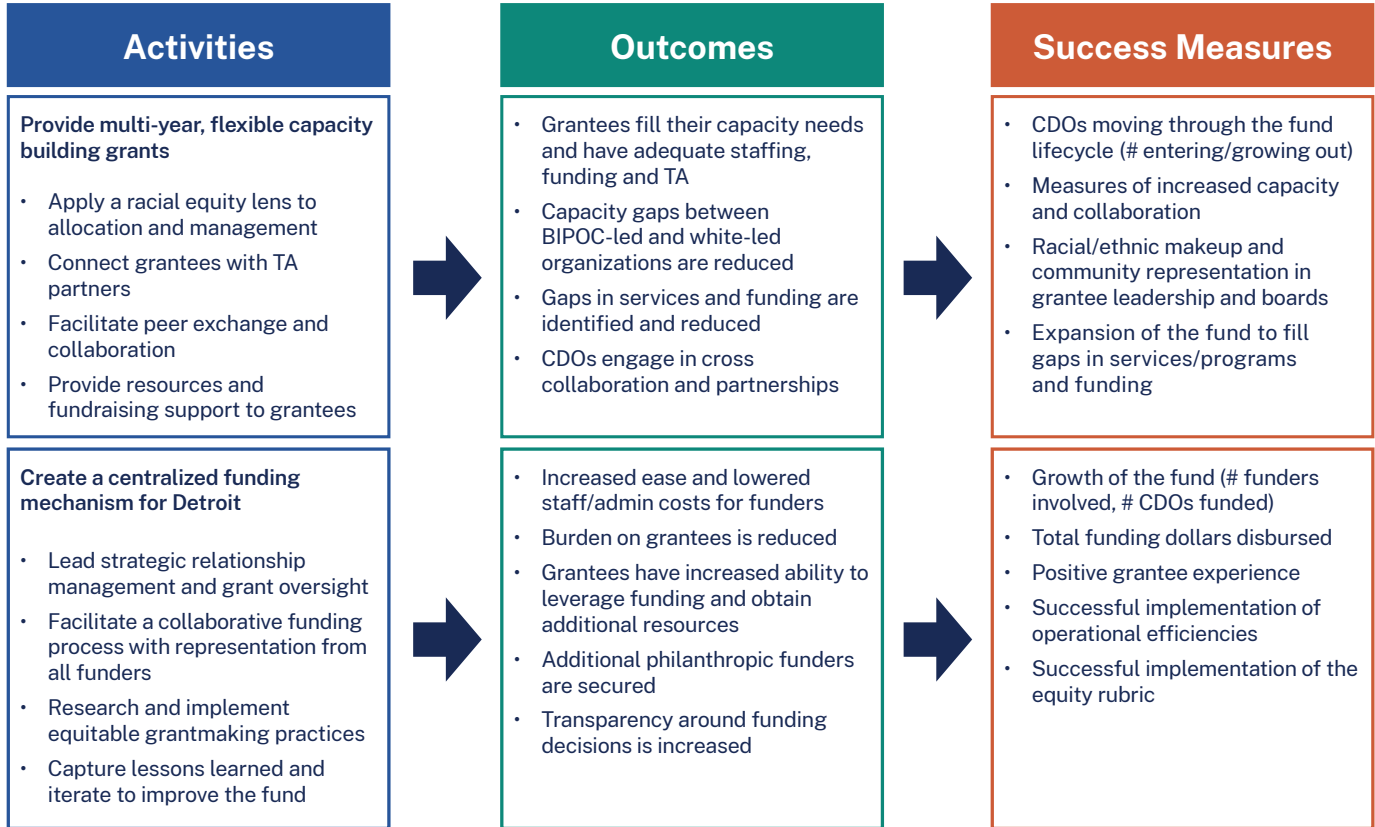 Activities
Outcomes
Success Measures
Provide multi-year, flexible capacity
building grants
• Apply a racial equity lens to
allocation and management
• Connect grantees with TA
partners
• Facilitate peer exchange and
collaboration
• Provide resources and
fundraising support to grantees
• Grantees fill their capacity needs
and have adequate staffing,
funding and TA
• Capacity gaps between
BIPOC-led and white-led
organizations are reduced
• Gaps in services and funding are
identified and reduced
• CDOs engage in cross
collaboration and partnerships
• CDOs moving through the fund
lifecycle (# entering/growing out)
• Measures of increased capacity
and collaboration
• Racial/ethnic makeup and
community representation in
grantee leadership and boards
• Expansion of the fund to fill
gaps in services/programs
and funding
Create a centralized funding
mechanism for Detroit
• Lead strategic relationship
management and grant oversight
• Facilitate a collaborative funding
process with representation from
all funders
• Research and implement
equitable grantmaking practices
• Capture lessons learned and
iterate to improve the fund
• Increased ease and lowered
staff/admin costs for funders
• Burden on grantees is reduced
• Grantees have increased ability to
leverage funding and obtain
additional resources
• Additional philanthropic funders
are secured
• Transparency around funding
decisions is increased
• Growth of the fund (# funders
involved, # CDOs funded)
• Total funding dollars disbursed
• Positive grantee experience
• Successful implementation of
operational efficiencies
• Successful implementation of the
equity rubric